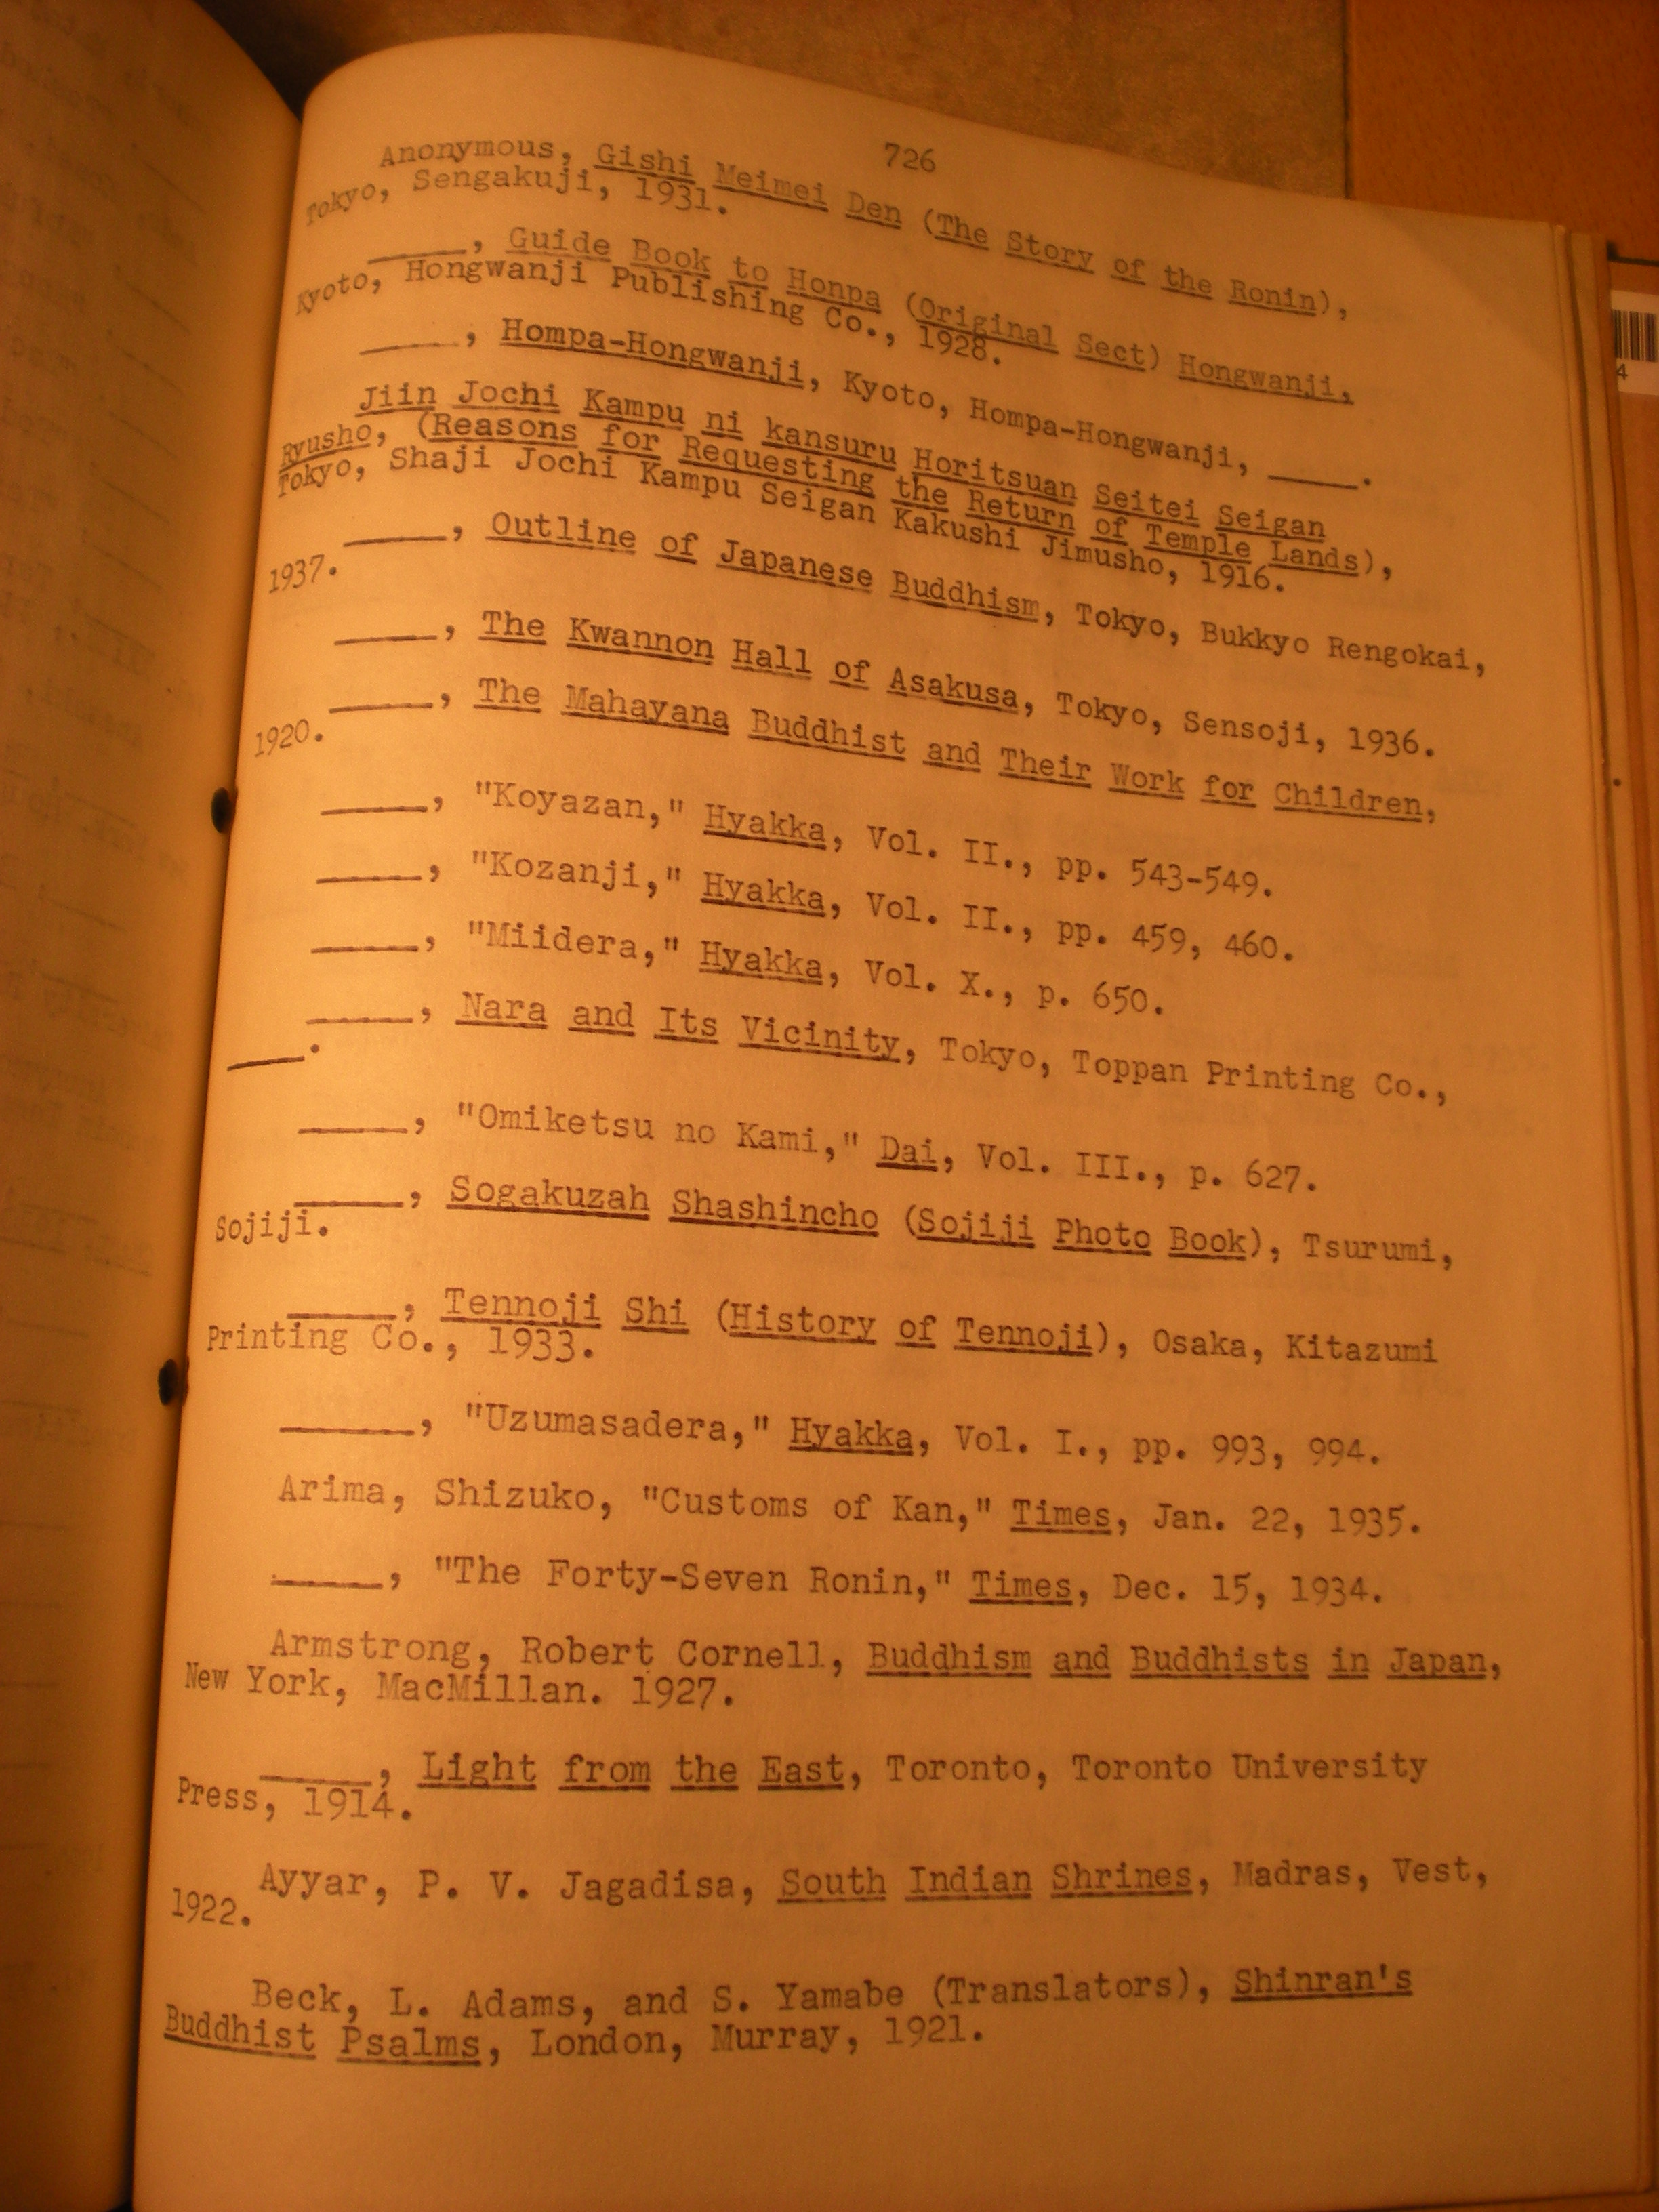 726
Anonymous, Gishi Meimei Den (The Story of the Ronin),
Tokyo, Sengakuji, 1931.
_____, Guide Book to Honpa (Original Sect) Hongwanji,
Kyoto, Hongwanji Publishing Co., 1928.
_____, Hompa-Hongwanji, Kyoto, Hompa-Hongwanji, ____.
Jiin Jochi Kampu ni kansuru Horitsuan Seitei Seigan
Ryusho, (Reasons for Requesting the Return of Temple Lands),
Tokyo, Shaji Jochi Kampu Seigan Kakushi Jimusho, 1916.
_____, Outline of Japanese Buddhism, Tokyo, Bukkyo Rengokai,
1937.
_____, The Kwannon Hall of Asakusa, Tokyo, Sensoji, 1936.
_____, The Mahayana Buddhist and Their Work for Children,
1920.
_____, "Koyazan," Hyakka, Vol. II., pp. 543-549.
_____, "Kozanji," Hyakka, Vol. II., pp. 459, 460.
_____, "Miidera," Hyakka, Vol. X., p. 650.
_____, Nara and Its Vicinity, Tokyo, Toppan Printing Co.,
____.
_____, "Omiketsu no Kami," Dai, Vol. III., p. 627.
_____, Sogakuzah Shashincho (Sojiji Photo Book), Tsurumi,
Sojiji.
_____, Tennoji Shi (History of Tennoji), Osaka, Kitazumi
Printing Co., 1933.
_____, "Uzumasadera," Hyakka, Vol. I., pp. 993, 994.
Arima, Shizuko, "Customs of Kan," Times, Jan. 22, 1935.
_____, "The Forty-Seven Ronin," Times, Dec. 15, 1934.
Armstrong, Robert Cornell, Buddhism and Buddhists in Japan,
New York, MacMillan. 1927.
_____, Light from the East, Toronto, Toronto University
Press, 1914.
Ayyar, P. V. Jagadisa, South Indian Shrines, Madras, Vest,
1922.
Beck, L. Adams, and S. Yamabe (Translators), Shinran's
Buddhist Psalms, London, Murray, 1921.
4